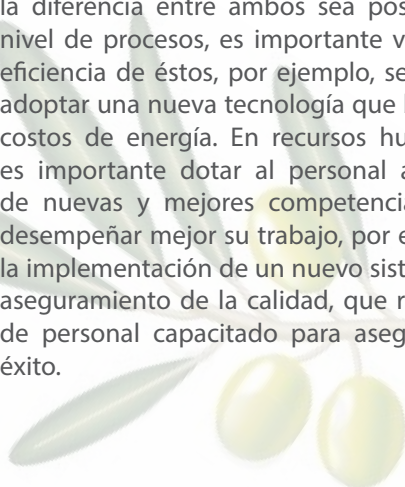 la diferencia entre ambos sea pos
nivel de procesos, es importante v
eficiencia de éstos, por ejemplo, se
adoptar una nueva tecnología que
costos de energía. En recursos hu
es importante dotar al personal a
de nuevas y mejores competencia
desempeñar mejor su trabajo, por e
la implementación de un nuevo sist
aseguramiento de la calidad, que r
de personal capacitado para aseg
éxito.